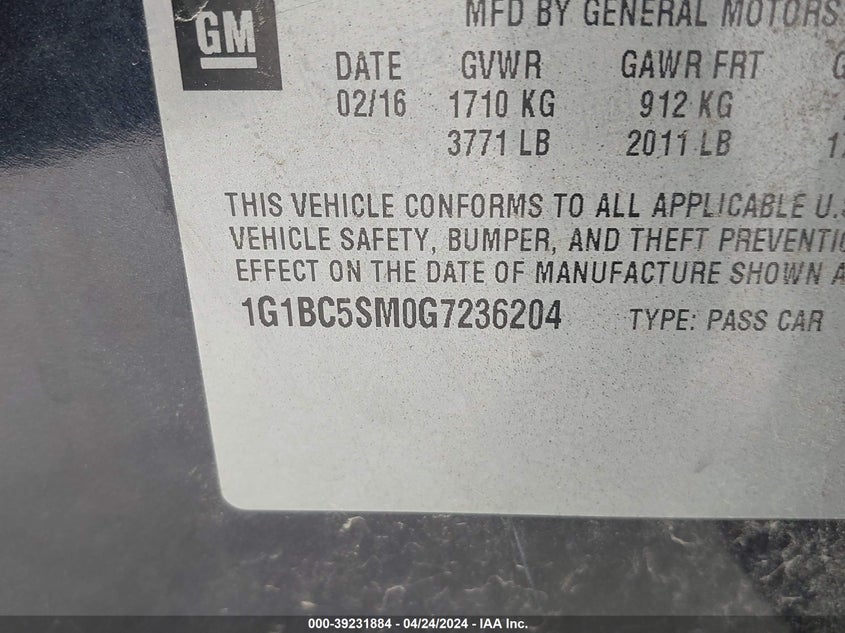 GM
MFD BY GENERAL MOTORS
DATE GVWR GAWR FRT G
02/16 1710 KG 912 KG
3771 LB 2011 LB 1
THIS VEHICLE CONFORMS TO ALL APPLICABLE U.S
VEHICLE SAFETY, BUMPER, AND THEFT PREVENTIO
EFFECT ON THE DATE OF MANUFACTURE SHOWN A
1G1BC5SM0G7236204 TYPE: PASS CAR
000-39231884 - 04/24/2024 - IAA Inc.